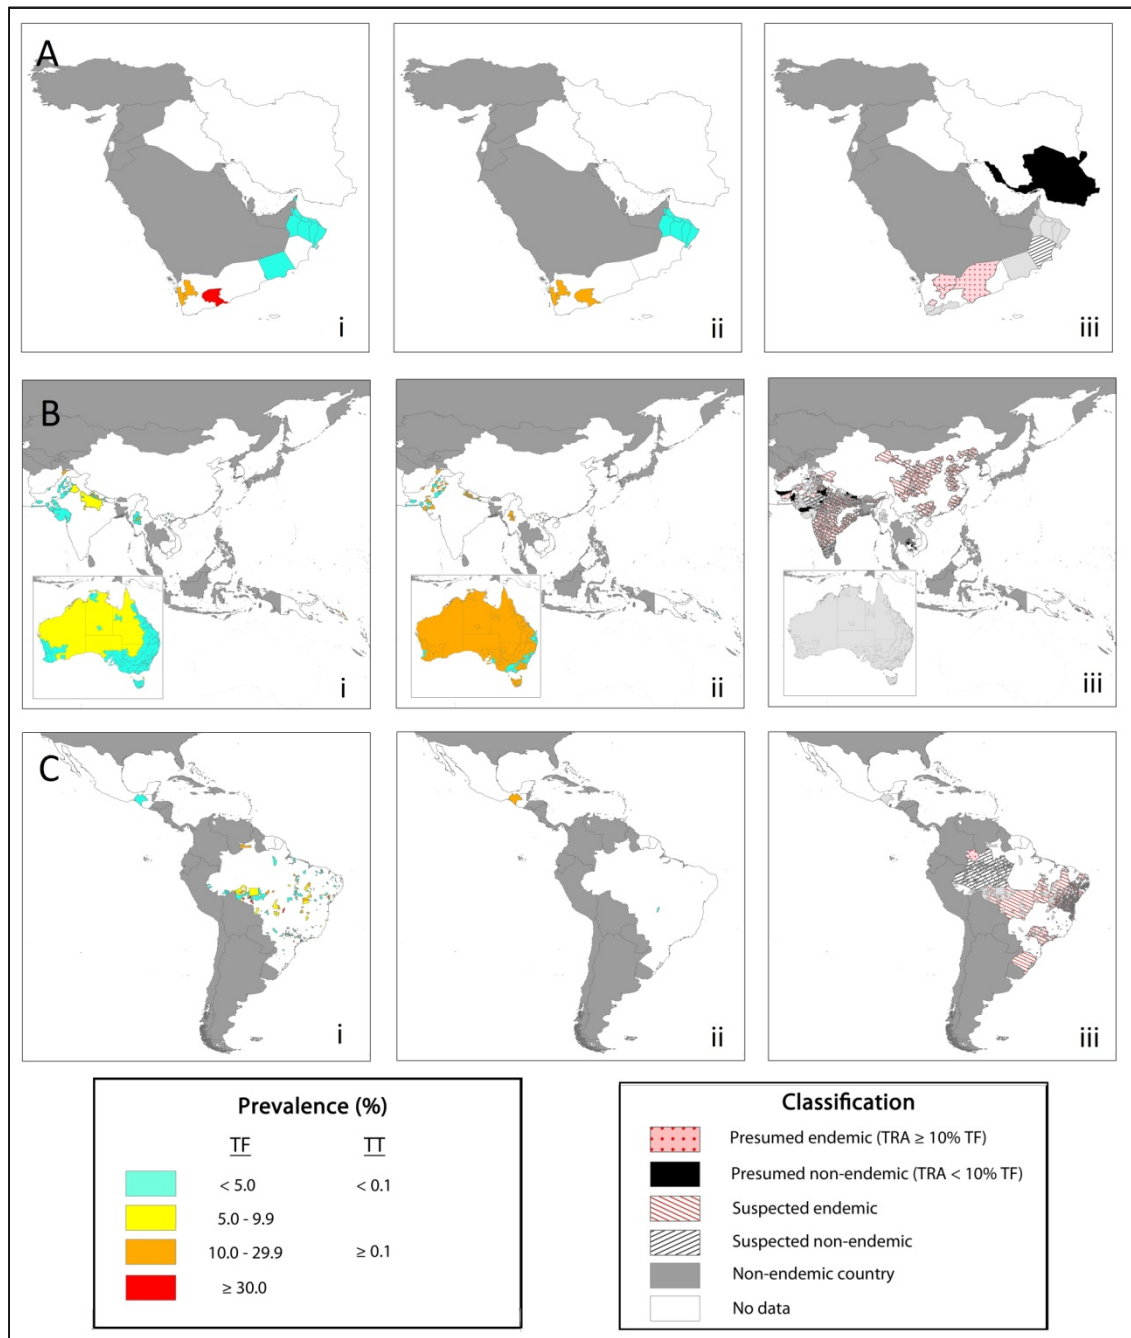 A
i
ii
iii
B
i
ii
iii
C
i
ii
iii
Prevalence (%)
TF TT
< 5.0 < 0.1
5.0 - 9.9
10.0 - 29.9 ≥ 0.1
≥ 30.0
Classification
Presumed endemic (TRA ≥ 10% TF)
Presumed non-endemic (TRA < 10% TF)
Suspected endemic
Suspected non-endemic
Non-endemic country
No data